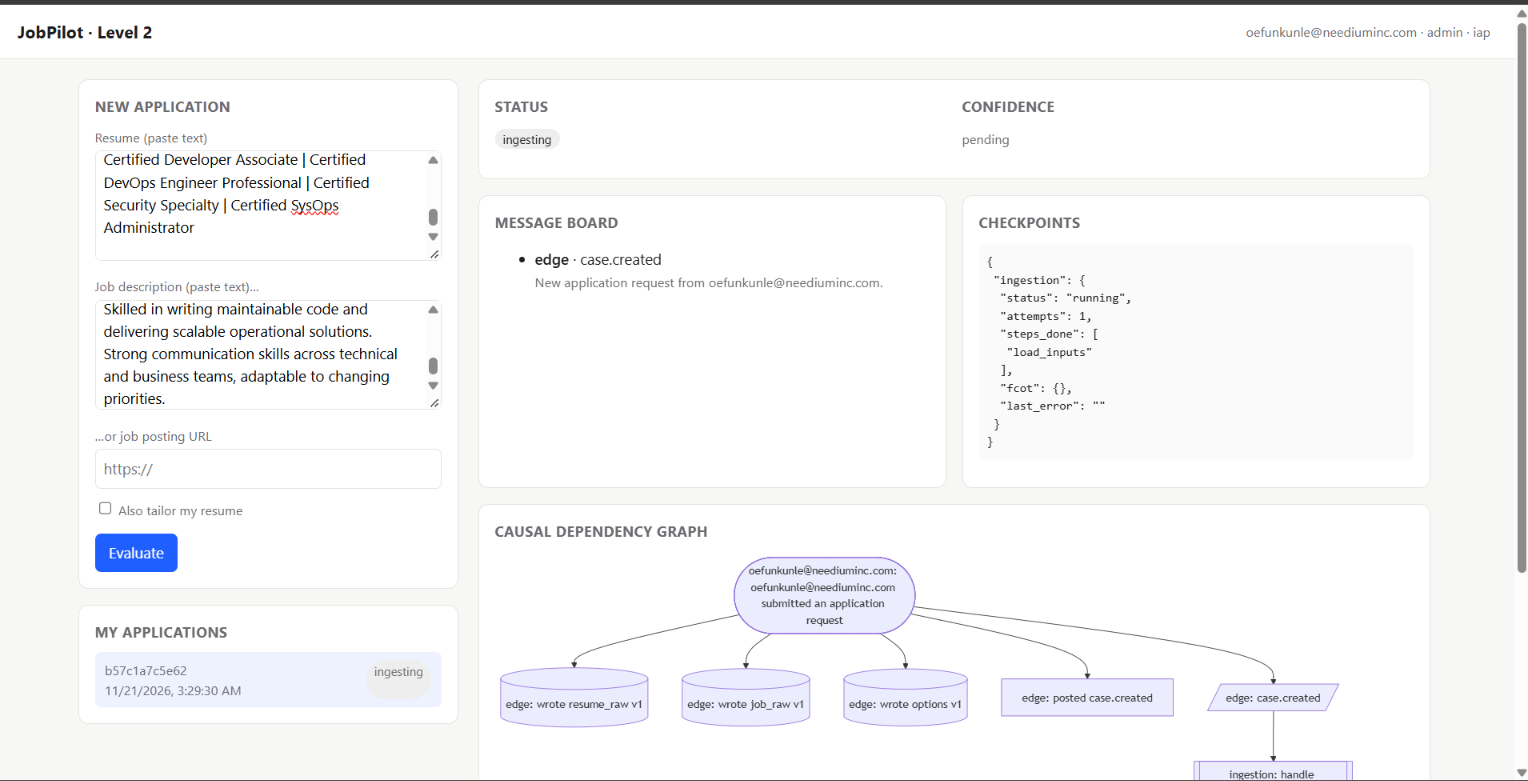 JobPilot · Level 2
oefunkunle@neediuminc.com · admin · iap
NEW APPLICATION
Resume (paste text)
Certified Developer Associate | Certified
DevOps Engineer Professional | Certified
Security Specialty | Certified SysOps
Administrator
Job description (paste text)...
Skilled in writing maintainable code and
delivering scalable operational solutions.
Strong communication skills across technical
and business teams, adaptable to changing
priorities.
...or job posting URL
https://
Also tailor my resume
Evaluate
MY APPLICATIONS
b57c1a7c5e62
ingesting
11/21/2026, 3:29:30 AM
STATUS
ingesting
CONFIDENCE
pending
MESSAGE BOARD
edge · case.created
New application request from oefunkunle@neediuminc.com.
CHECKPOINTS
{
"ingestion": {
"status": "running",
"attempts": 1,
"steps_done": [
"load_inputs"
],
"fcot": {},
"last_error": ""
}
}
CAUSAL DEPENDENCY GRAPH
oefunkunle@neediuminc.com:
oefunkunle@neediuminc.com
submitted an application
request
edge: wrote resume_raw v1
edge: wrote job_raw v1
edge: wrote options v1
edge: posted case.created
edge: case.created
ingestion: handle